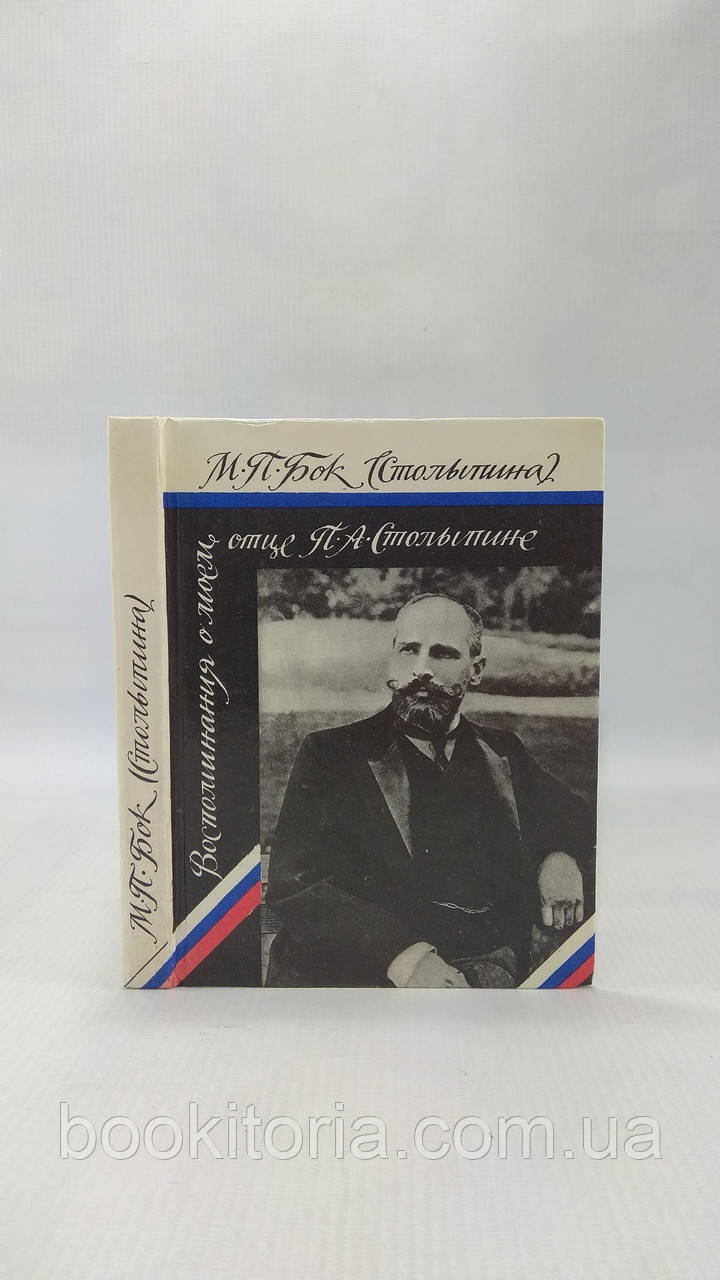 М·П·Бок (Столыпина)
Воспоминания о моем
отце П·А·Столыпине
М·П·Бок (Столыпина)
bookitoria.com.ua